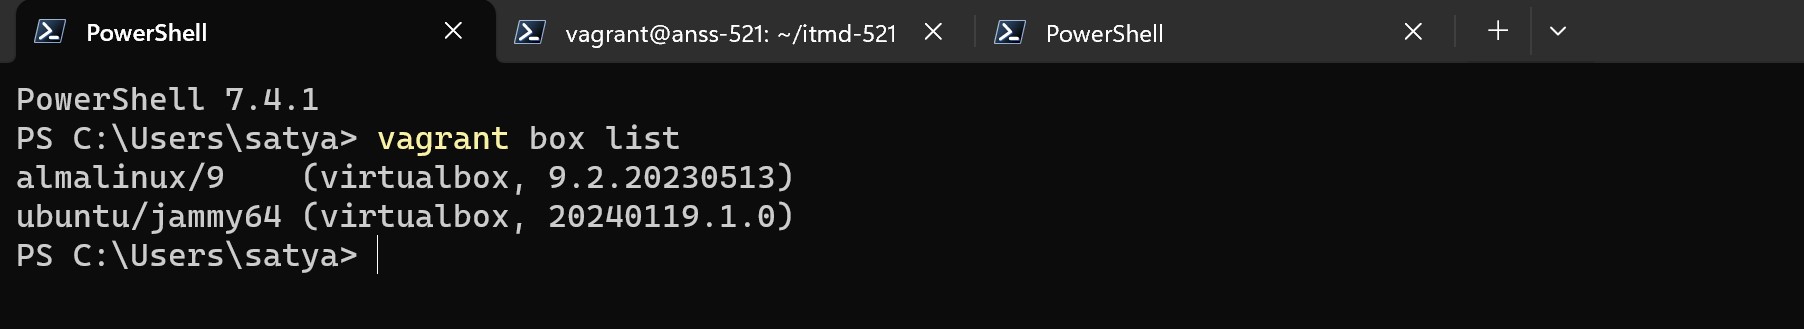 PowerShell vagrant@anss-521: ~/itmd-521 PowerShell
PowerShell 7.4.1
PS C:\Users\satya> vagrant box list
almalinux/9    (virtualbox, 9.2.20230513)
ubuntu/jammy64 (virtualbox, 20240119.1.0)
PS C:\Users\satya>